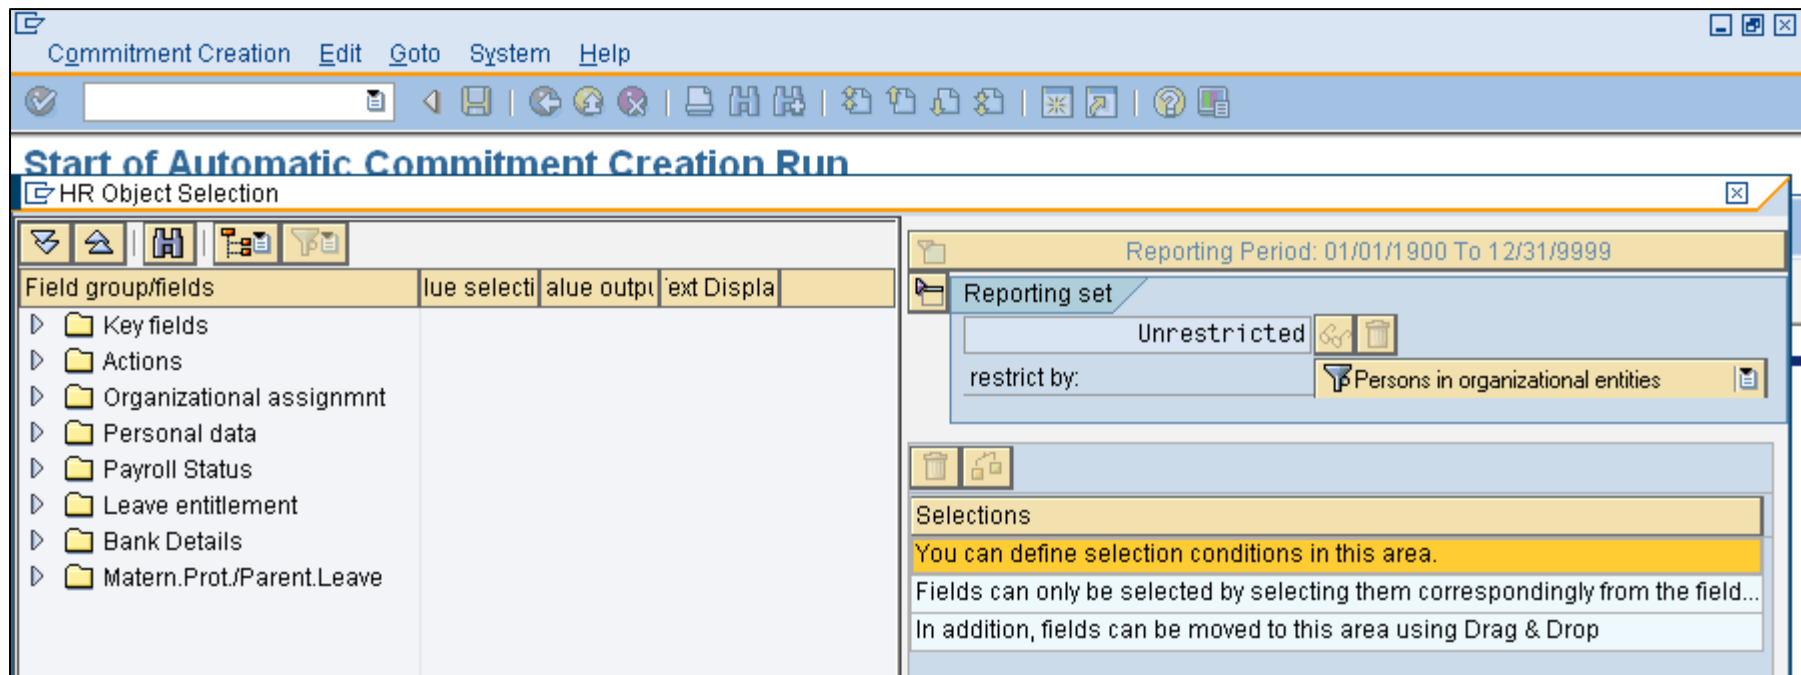 Commitment Creation Edit Goto System Help
Start of Automatic Commitment Creation Run
HR Object Selection
Field group/fields lue selecti alue outpu ext Displa
Key fields
Actions
Organizational assignmnt
Personal data
Payroll Status
Leave entitlement
Bank Details
Matern.Prot./Parent.Leave
Reporting Period: 01/01/1900 To 12/31/9999
Reporting set
Unrestricted
restrict by: Persons in organizational entities
Selections
You can define selection conditions in this area.
Fields can only be selected by selecting them correspondingly from the field...
In addition, fields can be moved to this area using Drag & Drop